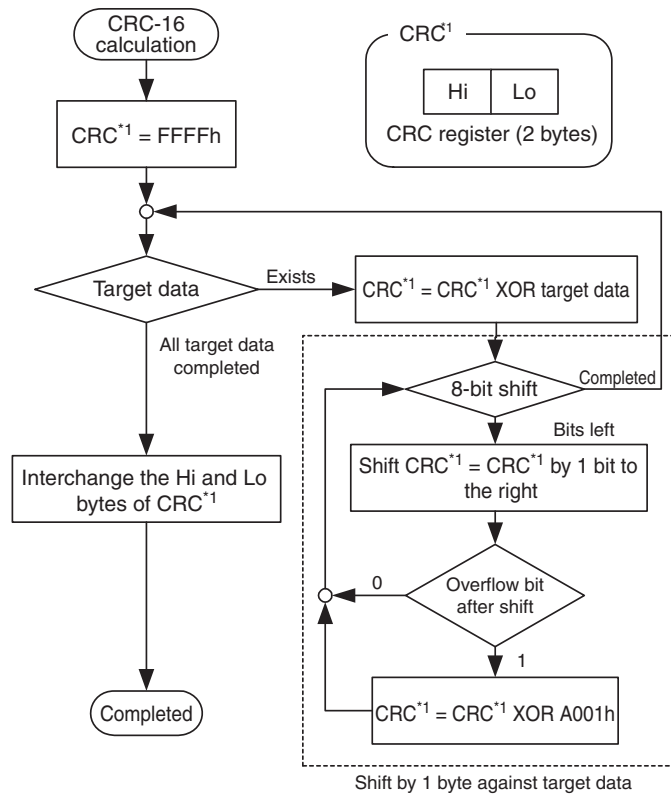 CRC-16
calculation
CRC*1
Hi
Lo
CRC register (2 bytes)
CRC*1 = FFFFh
Target data
Exists
CRC*1 = CRC*1 XOR target data
All target data
completed
8-bit shift
Completed
Bits left
Interchange the Hi and Lo
bytes of CRC*1
Shift CRC*1 = CRC*1 by 1 bit to
the right
Overflow bit
after shift
0
1
CRC*1 = CRC*1 XOR A001h
Completed
Shift by 1 byte against target data